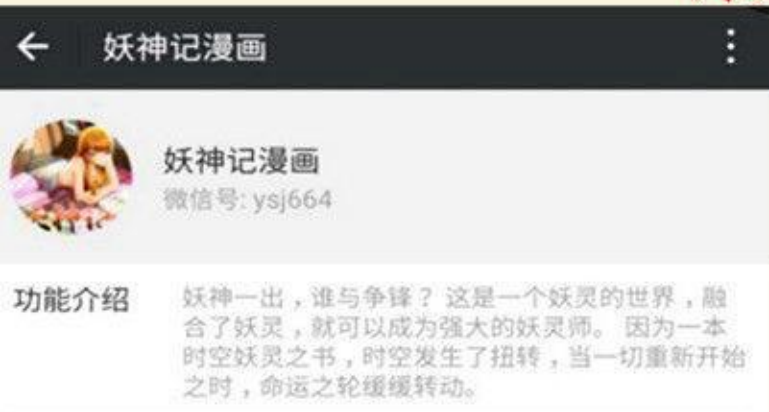 妖神记漫画
妖神记漫画
微信号: ysj664
功能介绍
妖神一出，谁与争锋？这是一个妖灵的世界，融
合了妖灵，就可以成为强大的妖灵师。 因为一本
时空妖灵之书，时空发生了扭转，当一切重新开始
之时，命运之轮缓缓转动。